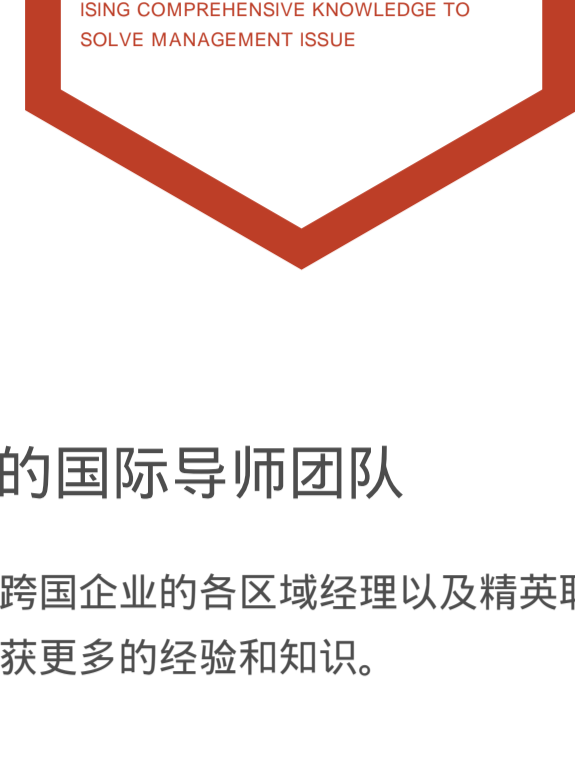 ISING COMPREHENSIVE KNOWLEDGE TO
SOLVE MANAGEMENT ISSUE
的国际导师团队
跨国企业的各区域经理以及精英耳
获更多的经验和知识。